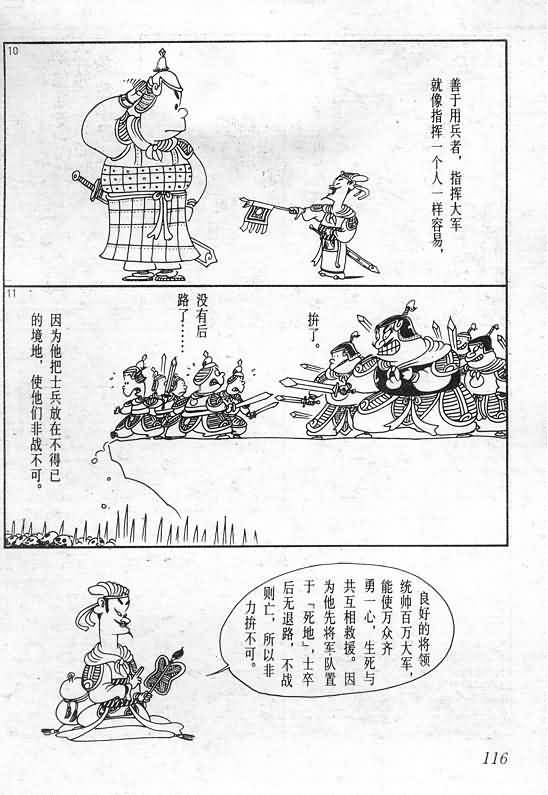 10
善于用兵者，指挥大军
就像指挥一个人一样容易，
11
拚了。
没有后
路了……
因为他把士兵放在不得已
的境地，使他们非战不可。
良好的将领
统帅百万大军，
能使万众齐
勇一心，生死与
共互相救援。因
为他先将军队置
于「死地」，士卒
后无退路，不战
则亡，所以非
力拚不可。
116